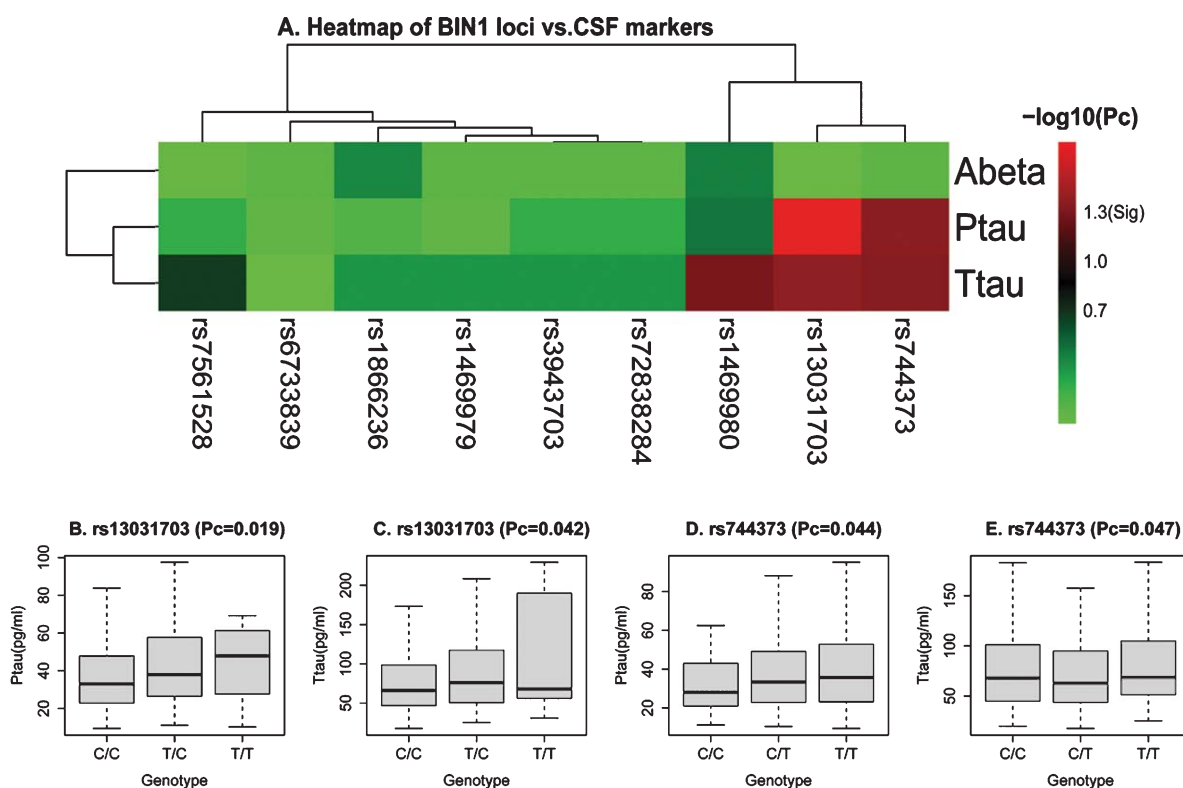 A. Heatmap of BIN1 loci vs.CSF markers
−log10(Pc)
Abeta
Ptau
Ttau
1.3(Sig)
1.0
0.7
rs7561528
rs6733839
rs1866236
rs1469979
rs3943703
rs72838284
rs1469980
rs13031703
rs744373
B. rs13031703 (Pc=0.019)
Ptau(pg/ml)
100
80
60
40
20
C/C T/C T/T
Genotype
C. rs13031703 (Pc=0.042)
Ttau(pg/ml)
200
150
100
50
C/C T/C T/T
Genotype
D. rs744373 (Pc=0.044)
Ptau(pg/ml)
80
60
40
20
C/C C/T T/T
Genotype
E. rs744373 (Pc=0.047)
Ttau(pg/ml)
150
100
50
C/C C/T T/T
Genotype